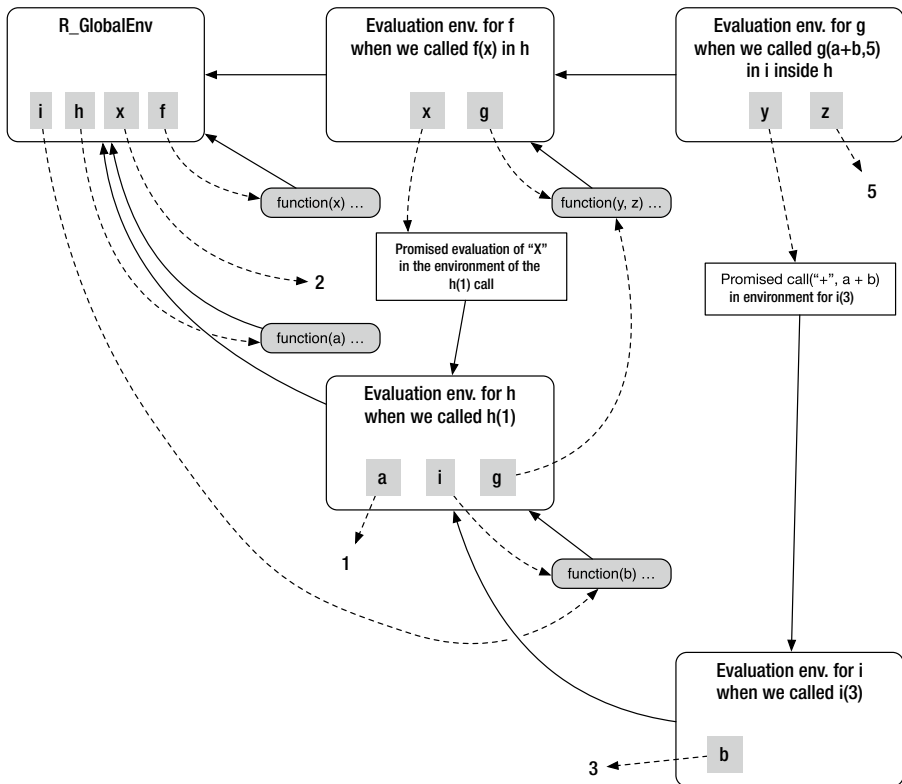 R_GlobalEnv
i h x f
Evaluation env. for f
when we called f(x) in h
x g
Evaluation env. for g
when we called g(a+b,5)
in i inside h
y z
function(x) ...
function(y, z) ...
5
Promised evaluation of “X”
in the environment of the
h(1) call
2
Promised call(“+”, a + b)
in environment for i(3)
function(a) ...
Evaluation env. for h
when we called h(1)
a i g
1
function(b) ...
Evaluation env. for i
when we called i(3)
b
3